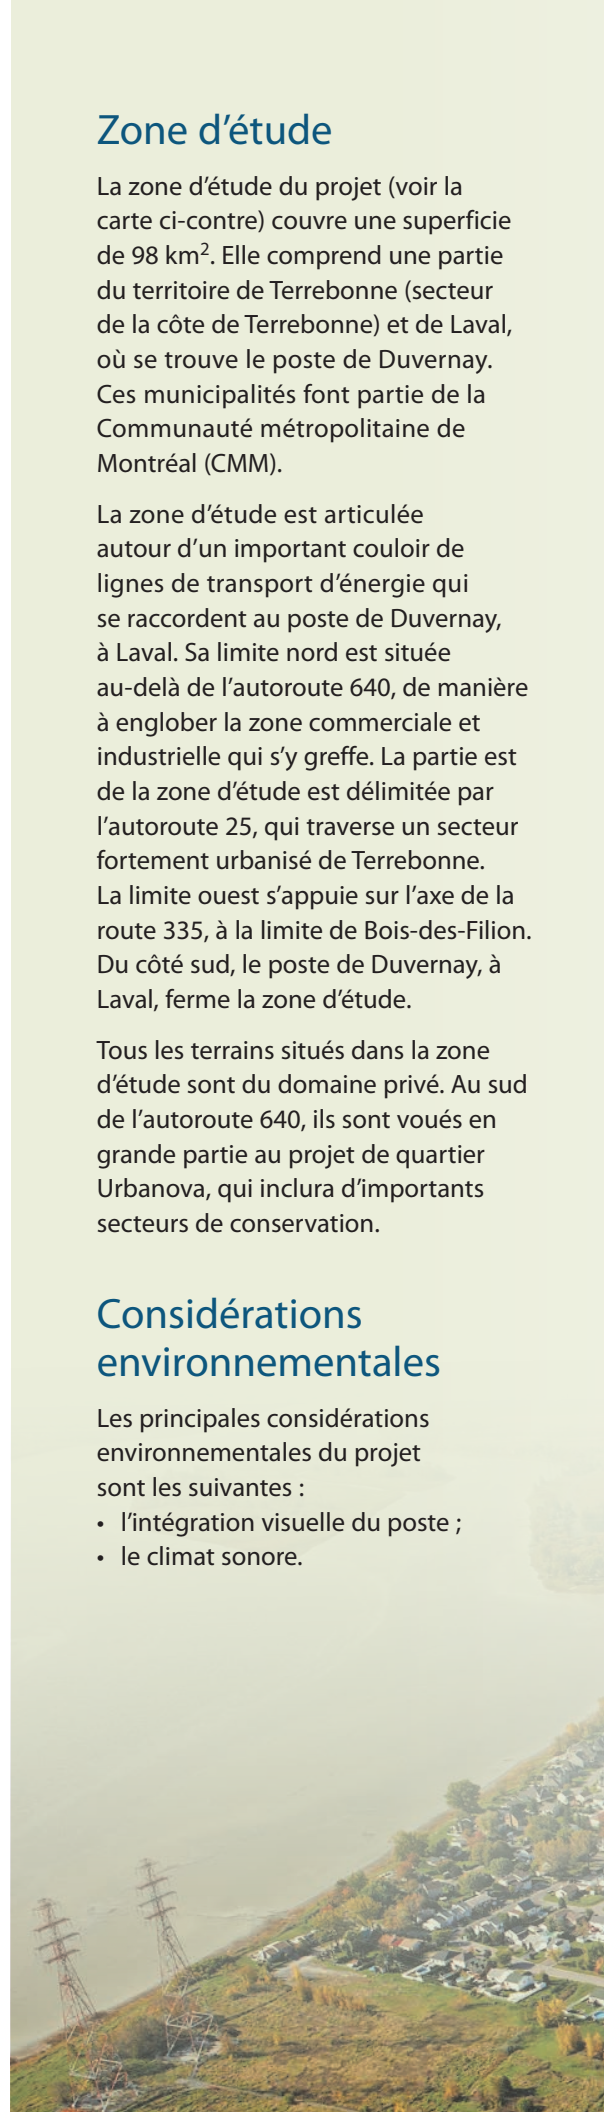 Zone d’étude
La zone d’étude du projet (voir la
carte ci-contre) couvre une superficie
de 98 km². Elle comprend une partie
du territoire de Terrebonne (secteur
de la côte de Terrebonne) et de Laval,
où se trouve le poste de Duvernay.
Ces municipalités font partie de la
Communauté métropolitaine de
Montréal (CMM).
La zone d’étude est articulée
autour d’un important couloir de
lignes de transport d’énergie qui
se raccordent au poste de Duvernay,
à Laval. Sa limite nord est située
au-delà de l’autoroute 640, de manière
à englober la zone commerciale et
industrielle qui s’y greffe. La partie est
de la zone d’étude est délimitée par
l’autoroute 25, qui traverse un secteur
fortement urbanisé de Terrebonne.
La limite ouest s’appuie sur l’axe de la
route 335, à la limite de Bois-des-Filion.
Du côté sud, le poste de Duvernay, à
Laval, ferme la zone d’étude.
Tous les terrains situés dans la zone
d’étude sont du domaine privé. Au sud
de l’autoroute 640, ils sont voués en
grande partie au projet de quartier
Urbanova, qui inclura d’importants
secteurs de conservation.
Considérations
environnementales
Les principales considérations
environnementales du projet
sont les suivantes :
• l’intégration visuelle du poste ;
• le climat sonore.